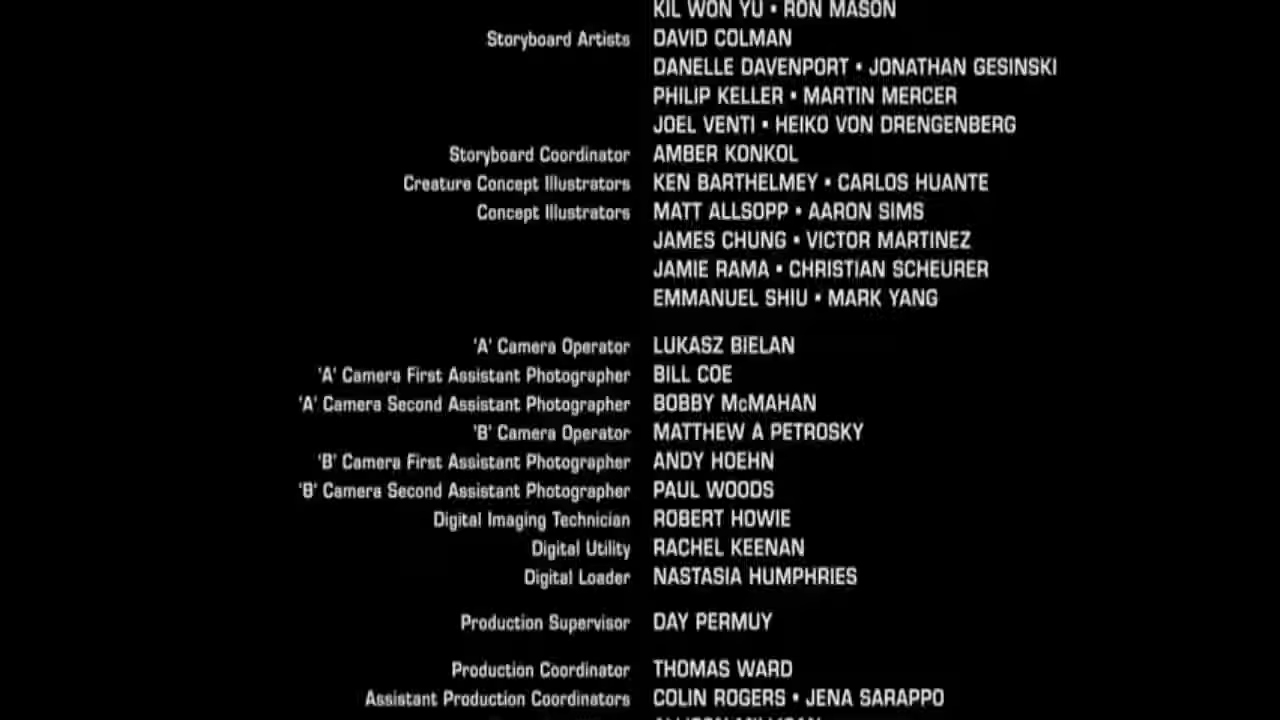 KIL WON YU • RON MASON
Storyboard Artists DAVID COLMAN
DANELLE DAVENPORT • JONATHAN GESINSKI
PHILIP KELLER • MARTIN MERCER
JOEL VENTI • HEIKO VON DRENGENBERG
Storyboard Coordinator AMBER KONKOL
Creature Concept Illustrators KEN BARTHELMEY • CARLOS HUANTE
Concept Illustrators MATT ALLSOPP • AARON SIMS
JAMES CHUNG • VICTOR MARTINEZ
JAMIE RAMA • CHRISTIAN SCHEURER
EMMANUEL SHIU • MARK YANG
'A' Camera Operator LUKASZ BIELAN
'A' Camera First Assistant Photographer BILL COE
'A' Camera Second Assistant Photographer BOBBY McMAHAN
'B' Camera Operator MATTHEW A PETROSKY
'B' Camera First Assistant Photographer ANDY HOEHN
'B' Camera Second Assistant Photographer PAUL WOODS
Digital Imaging Technician ROBERT HOWIE
Digital Utility RACHEL KEENAN
Digital Loader NASTASIA HUMPHRIES
Production Supervisor DAY PERMUY
Production Coordinator THOMAS WARD
Assistant Production Coordinators COLIN ROGERS • JENA SARAPPO